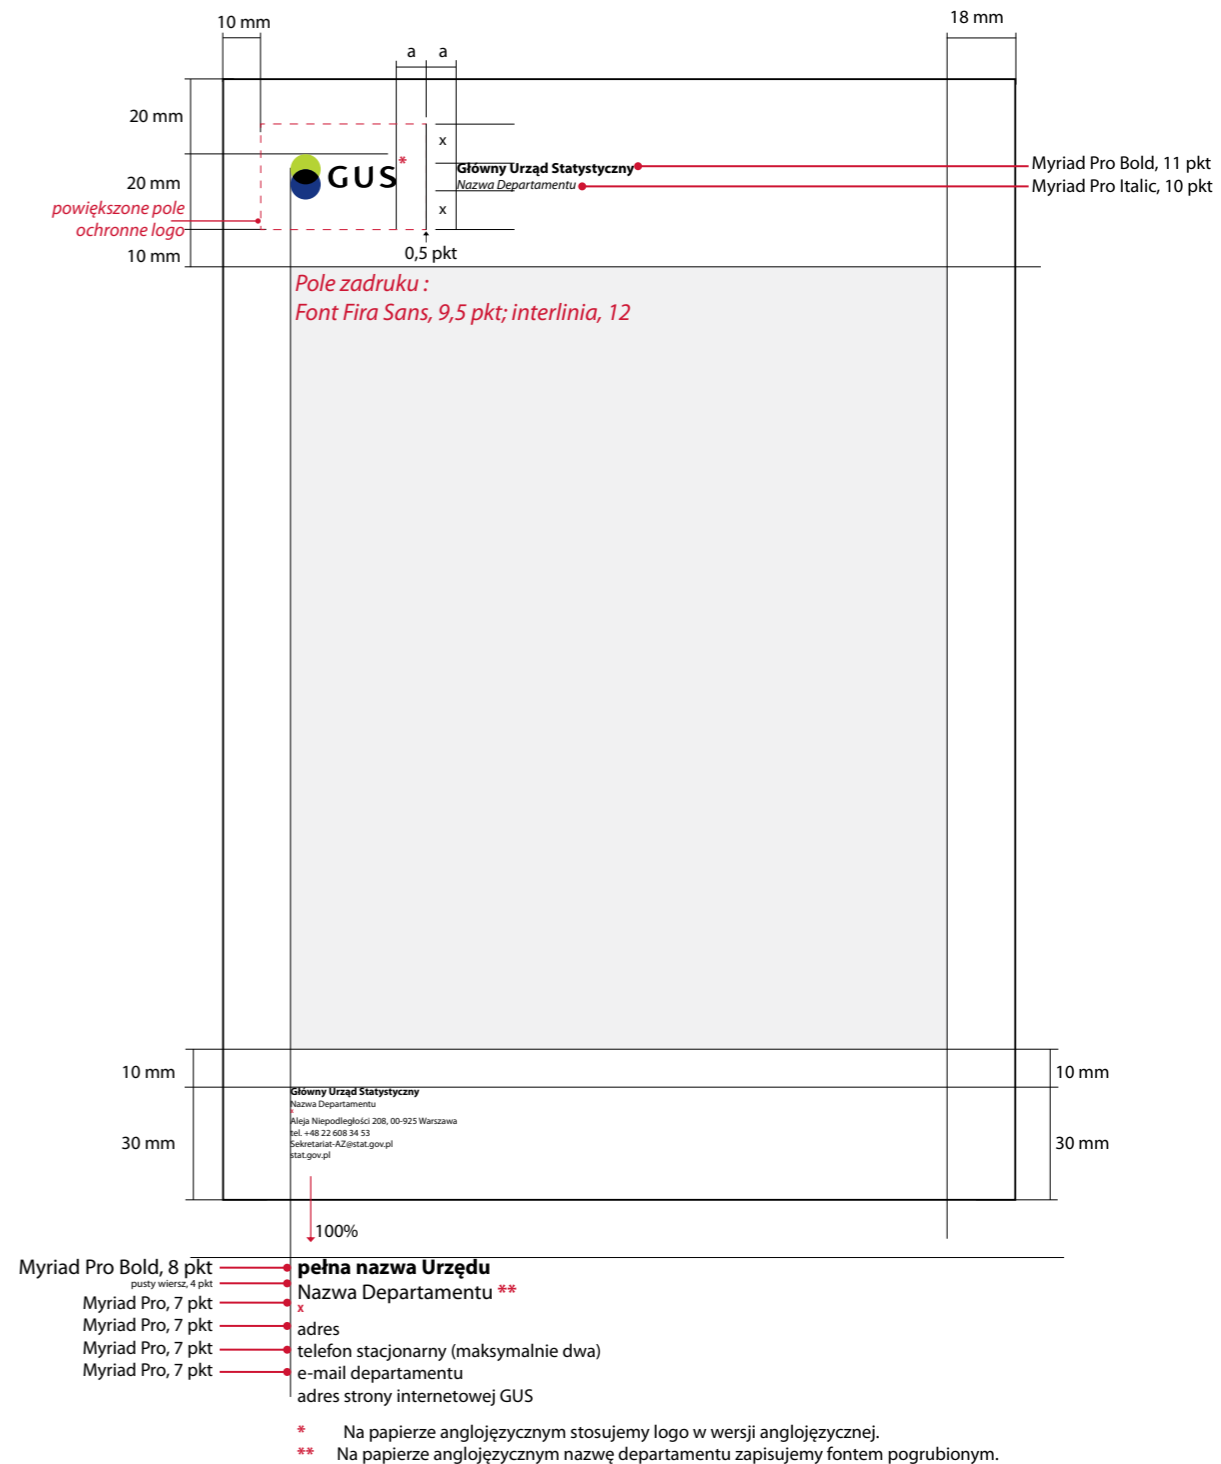 10 mm
18 mm
a a
20 mm
x
GUS *
Główny Urząd Statystyczny
Myriad Pro Bold, 11 pkt
20 mm
Nazwa Departamentu
Myriad Pro Italic, 10 pkt
powiększone pole
ochronne logo
x
10 mm
0,5 pkt
Pole zadruku :
Font Fira Sans, 9,5 pkt; interlinia, 12
10 mm
10 mm
Główny Urząd Statystyczny
Nazwa Departamentu
x
Aleja Niepodległości 208, 00-925 Warszawa
tel. +48 22 608 34 53
Sekretariat-AZ@stat.gov.pl
stat.gov.pl
30 mm
30 mm
100%
Myriad Pro Bold, 8 pkt
pełna nazwa Urzędu
pusty wiersz, 4 pkt
Nazwa Departamentu **
Myriad Pro, 7 pkt
x
Myriad Pro, 7 pkt
adres
Myriad Pro, 7 pkt
telefon stacjonarny (maksymalnie dwa)
Myriad Pro, 7 pkt
e-mail departamentu
adres strony internetowej GUS
* Na papierze anglojęzycznym stosujemy logo w wersji anglojęzycznej.
** Na papierze anglojęzycznym nazwę departamentu zapisujemy fontem pogrubionym.